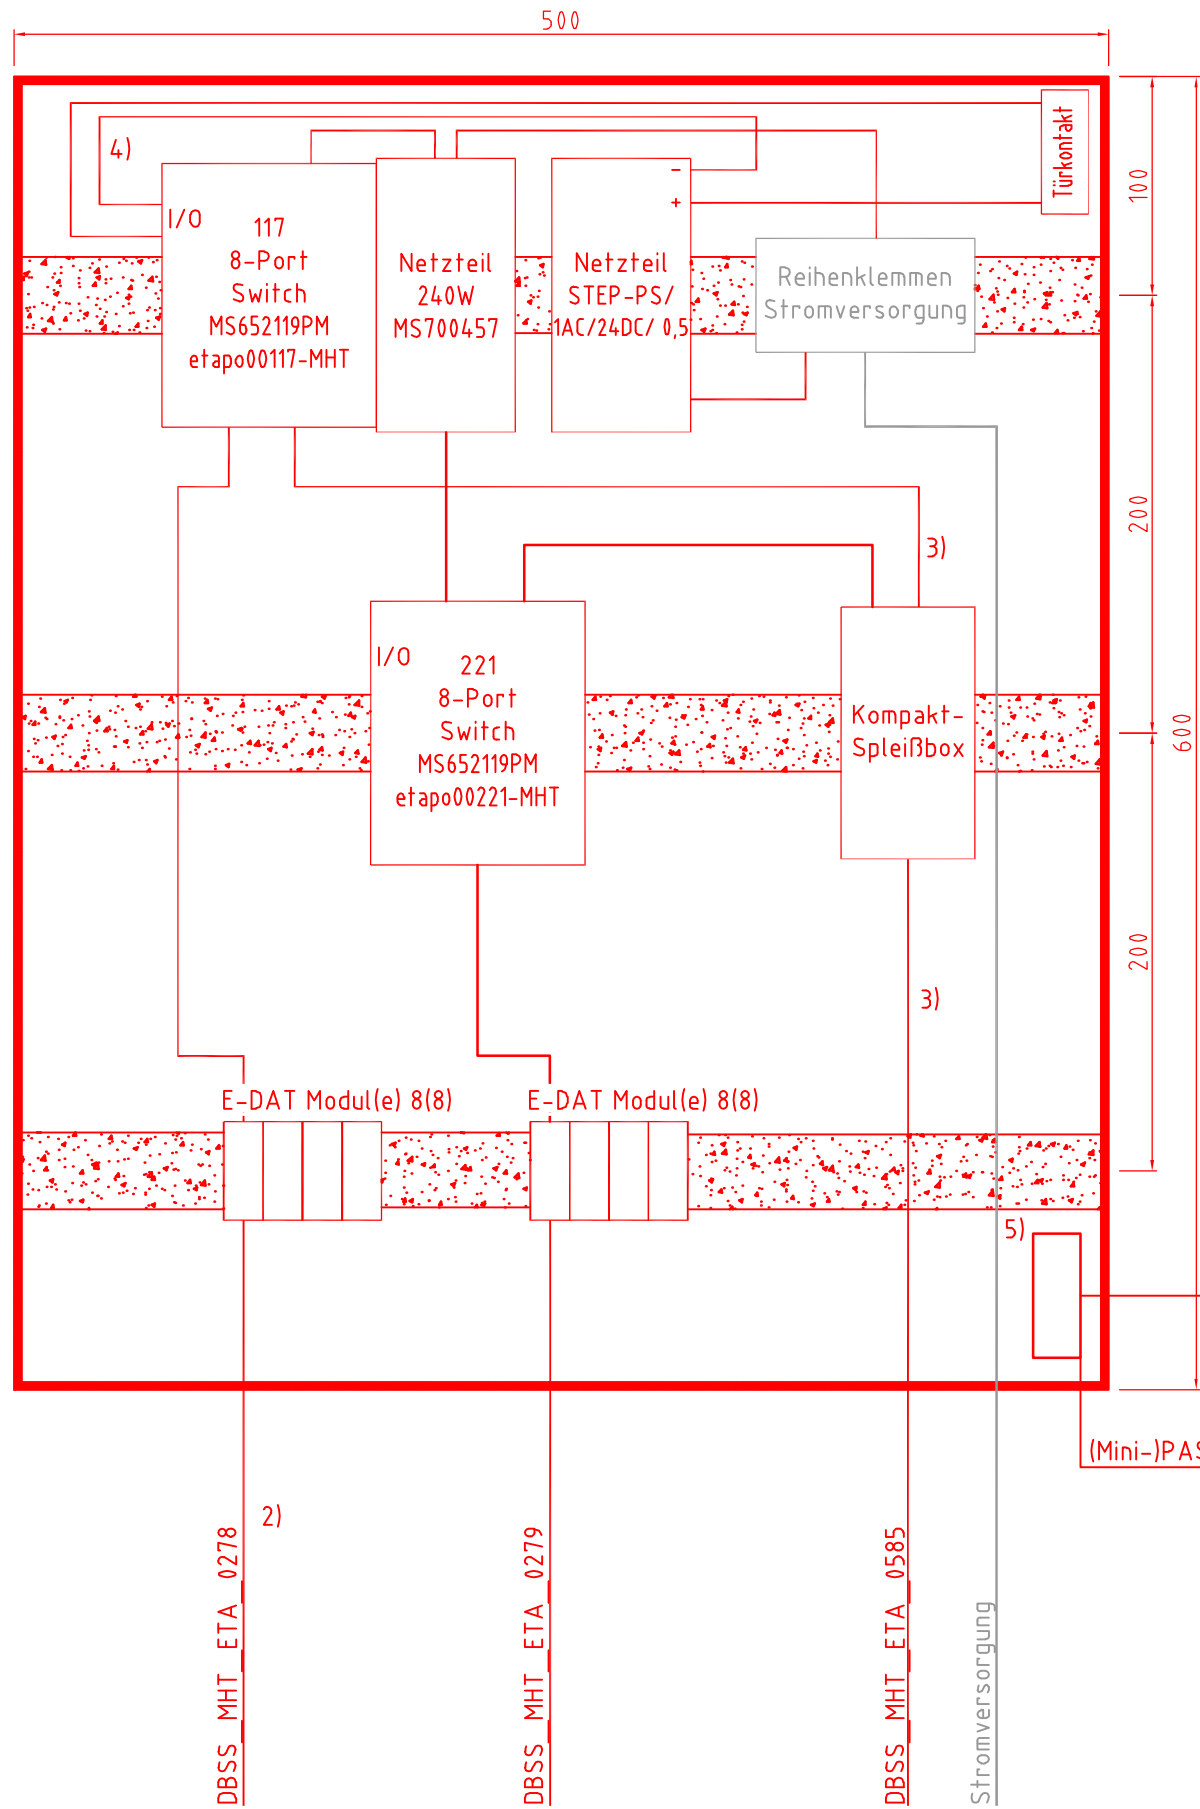 500
Türkontakt
4)
I/O
117
8-Port
Switch
MS652119PM
etapo00117-MHT
Netzteil
240W
MS700457
-
+
Netzteil
STEP-PS/
1AC/24DC/ 0,5
Reihenklemmen
Stromversorgung
100
200
3)
I/O
221
8-Port
Switch
MS652119PM
etapo00221-MHT
Kompakt-
Spleißbox
600
200
3)
E-DAT Modul(e) 8(8)
E-DAT Modul(e) 8(8)
5)
(Mini-)PAS
2)
DBSS_MHT_ETA_0278
DBSS_MHT_ETA_0279
DBSS_MHT_ETA_0585
Stromversorgung